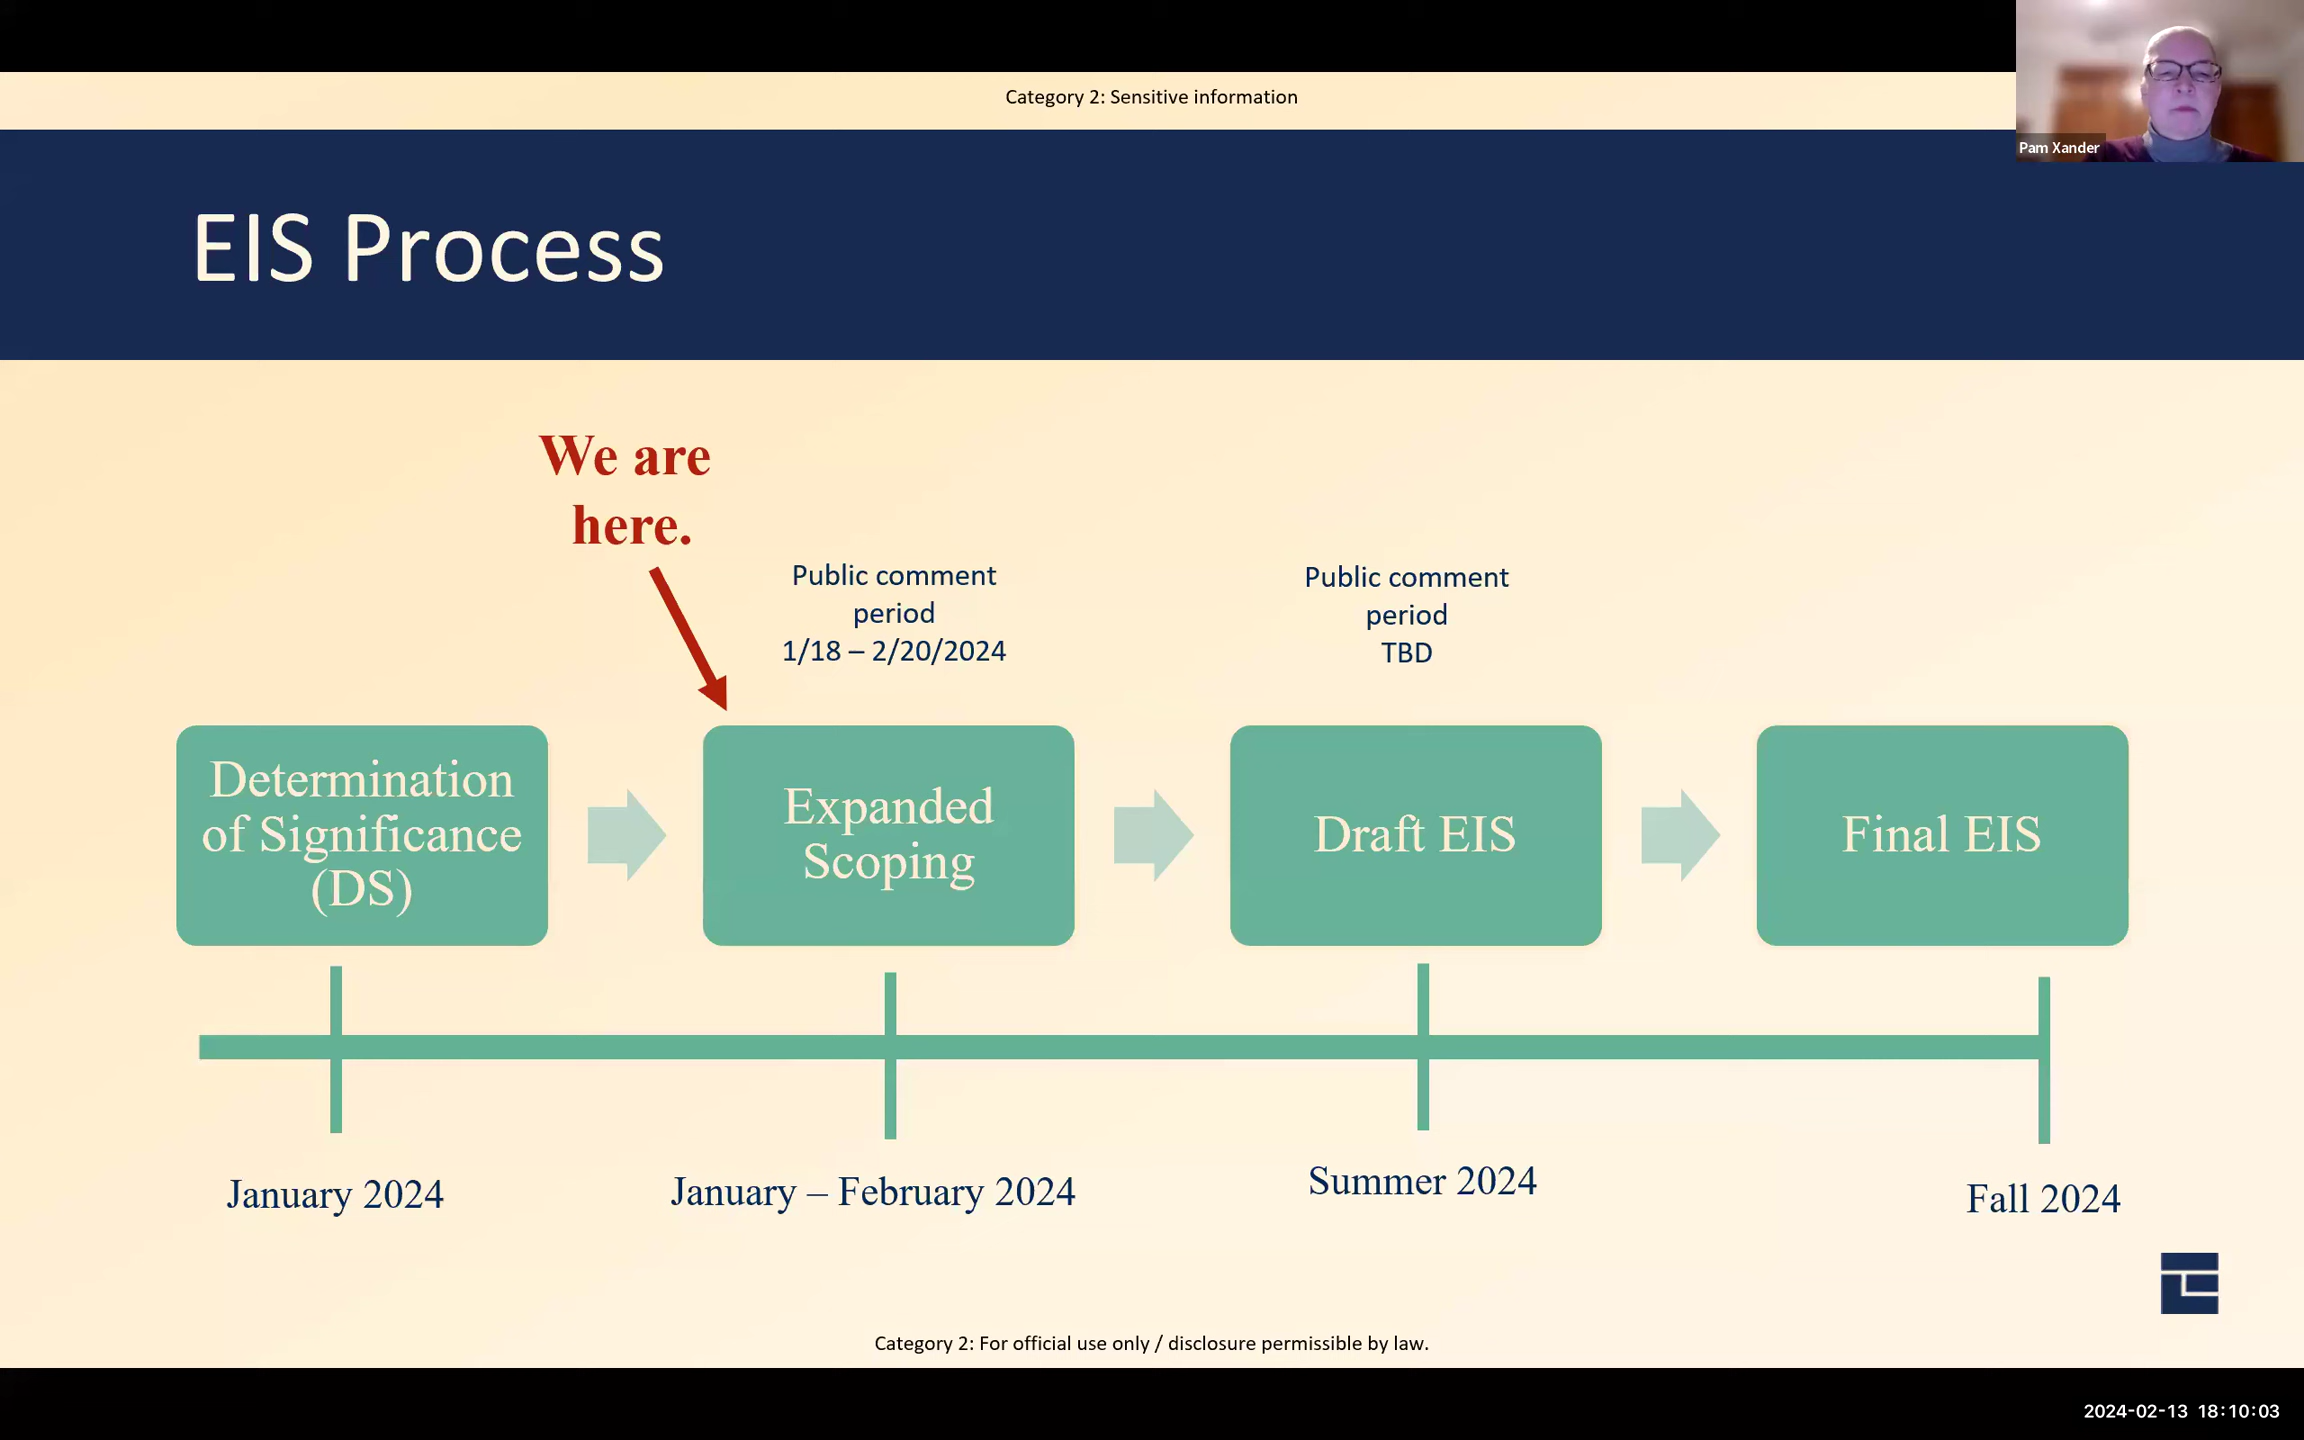 Category 2: Sensitive information
Pam Xander
EIS Process
We are
here.
Public comment
period
1/18 – 2/20/2024
Public comment
period
TBD
Determination
of Significance
(DS)
Expanded
Scoping
Draft EIS
Final EIS
January 2024
January – February 2024
Summer 2024
Fall 2024
Category 2: For official use only / disclosure permissible by law.
2024-02-13 18:10:03